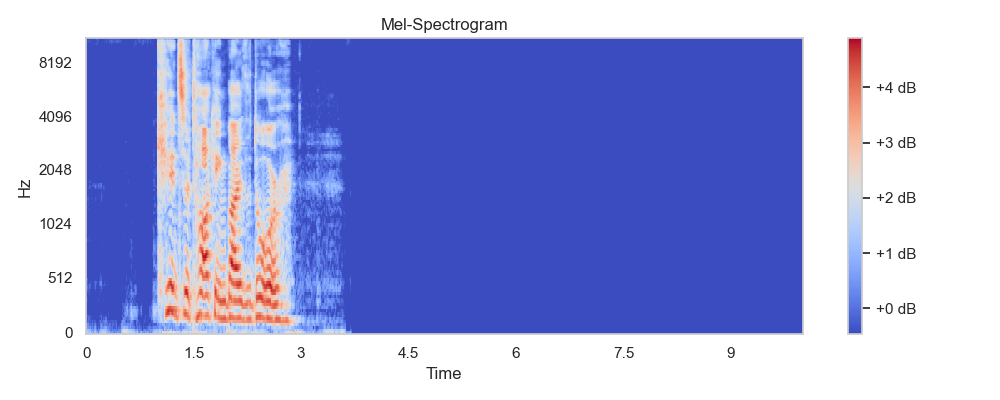 Mel-Spectrogram
8192
4096
2048
1024
512
0
Hz
0 1.5 3 4.5 6 7.5 9
Time
+4 dB
+3 dB
+2 dB
+1 dB
+0 dB